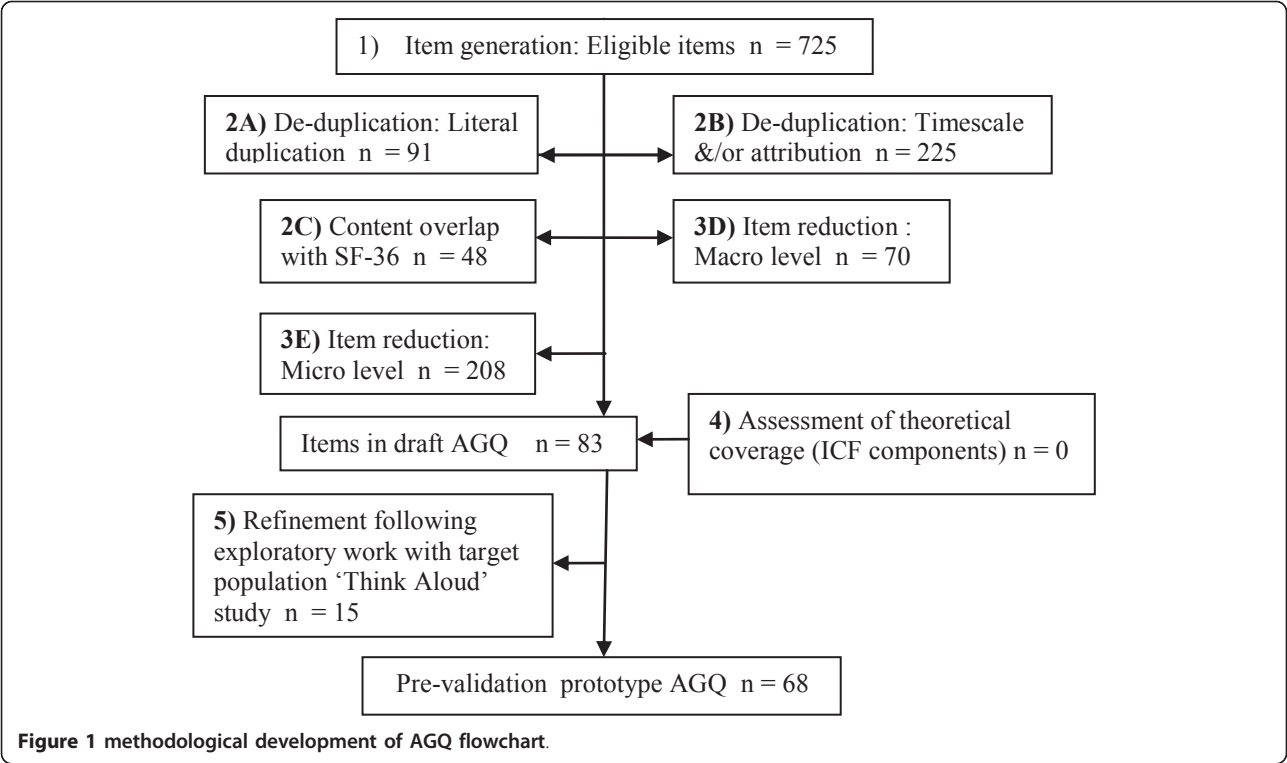 1) Item generation: Eligible items n = 725
2A) De-duplication: Literal
duplication n = 91
2B) De-duplication: Timescale
&/or attribution n = 225
2C) Content overlap
with SF-36 n = 48
3D) Item reduction :
Macro level n = 70
3E) Item reduction:
Micro level n = 208
Items in draft AGQ n = 83
4) Assessment of theoretical
coverage (ICF components) n = 0
5) Refinement following
exploratory work with target
population ‘Think Aloud’
study n = 15
Pre-validation prototype AGQ n = 68
Figure 1 methodological development of AGQ flowchart.